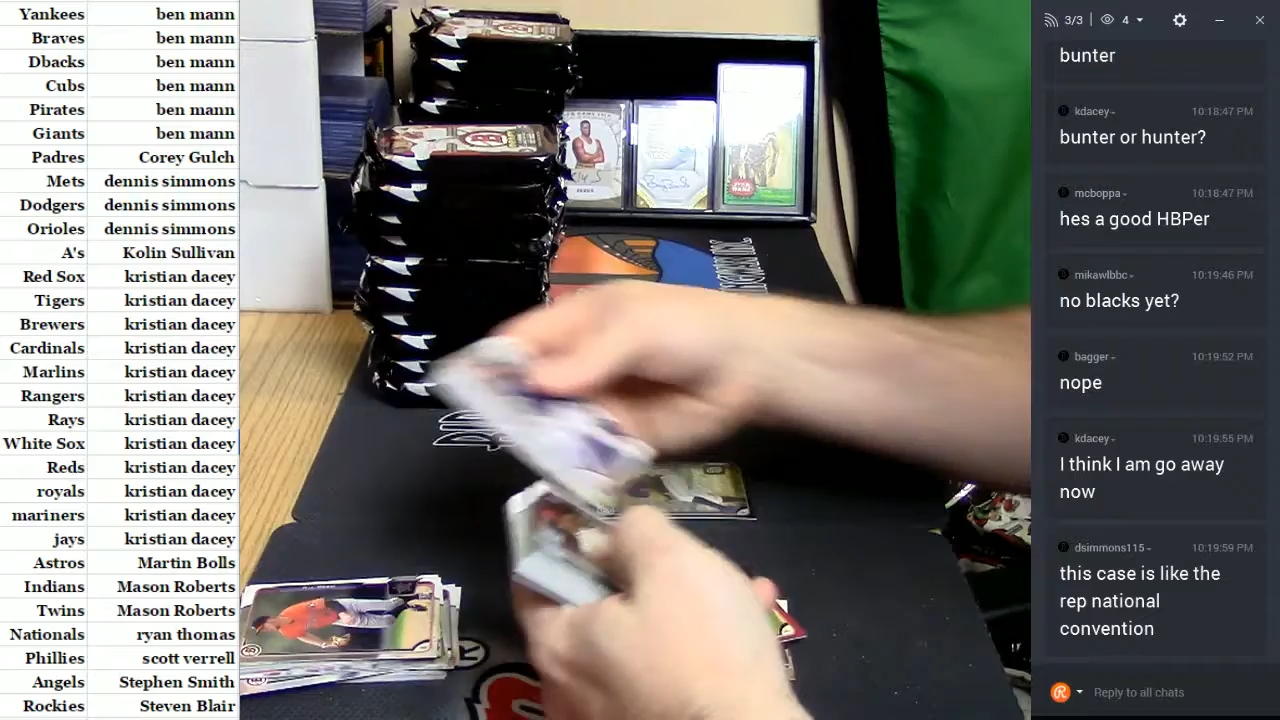 Yankees ben mann
Braves ben mann
Dbacks ben mann
Cubs ben mann
Pirates ben mann
Giants ben mann
Padres Corey Gulch
Mets dennis simmons
Dodgers dennis simmons
Orioles dennis simmons
A's Kolin Sullivan
Red Sox kristian dacey
Tigers kristian dacey
Brewers kristian dacey
Cardinals kristian dacey
Marlins kristian dacey
Rangers kristian dacey
Rays kristian dacey
White Sox kristian dacey
Reds kristian dacey
royals kristian dacey
mariners kristian dacey
jays kristian dacey
Astros Martin Bolls
Indians Mason Roberts
Twins Mason Roberts
Nationals ryan thomas
Phillies scott verrell
Angels Stephen Smith
Rockies Steven Blair
STAR WARS
3/3 4
bunter
kdacey 10:18:47 PM
bunter or hunter?
mcboppa 10:18:47 PM
hes a good HBPer
mikawlbbc 10:19:46 PM
no blacks yet?
bagger 10:19:52 PM
nope
kdacey 10:19:55 PM
I think I am go away
now
dsimmons115 10:19:59 PM
this case is like the
rep national
convention
Reply to all chats